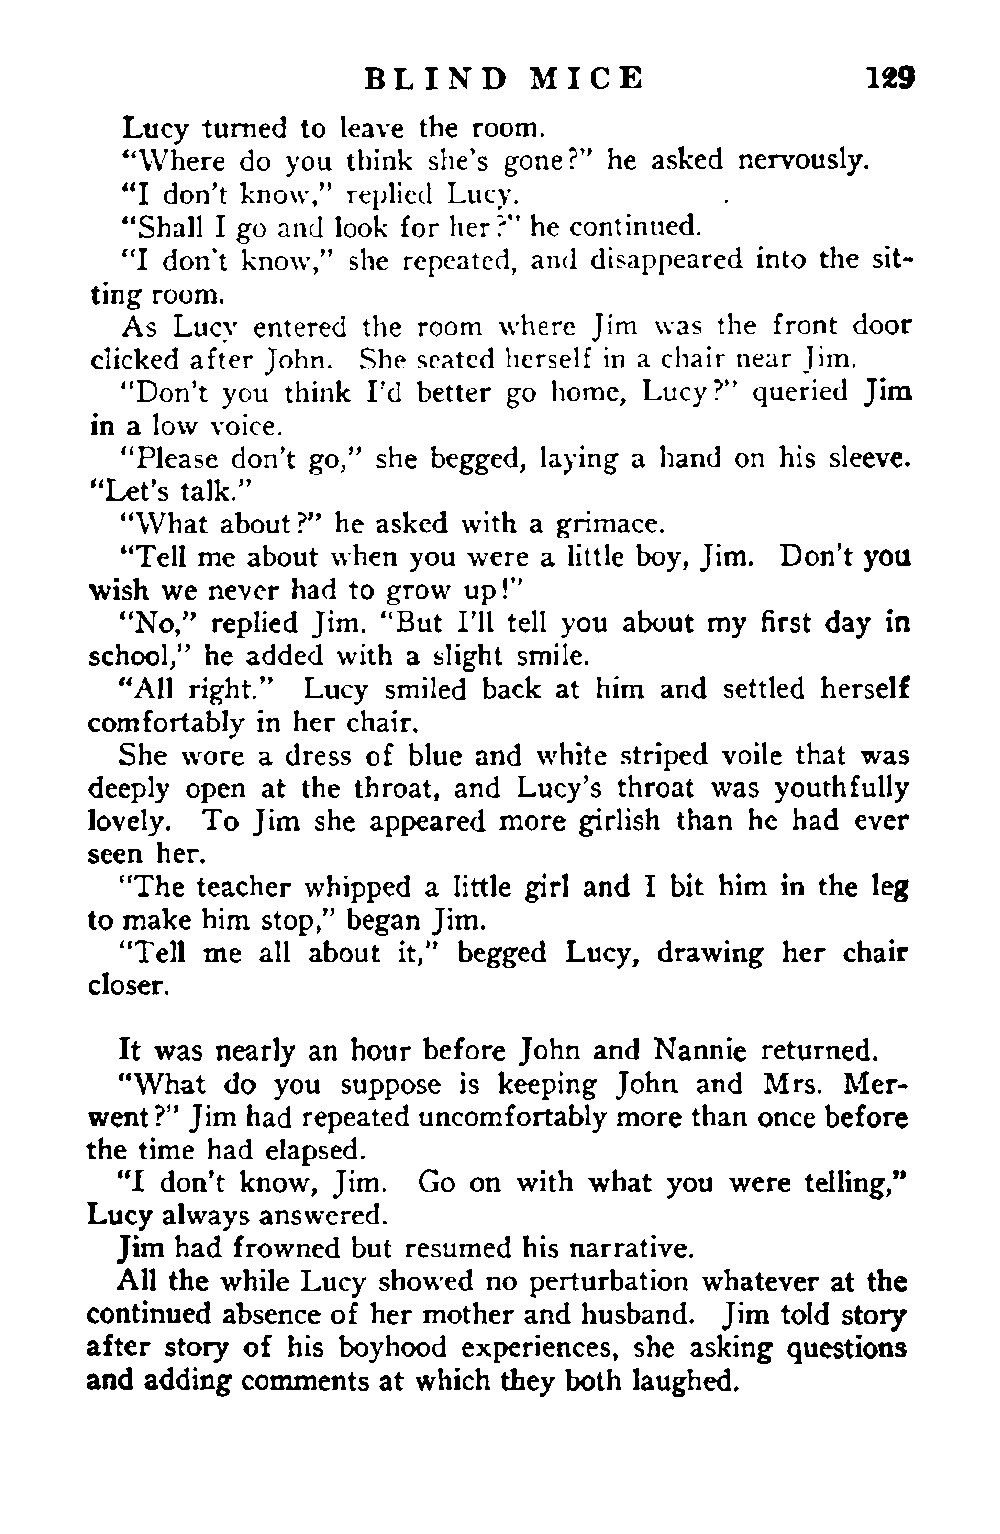 BLIND MICE 129
Lucy turned to leave the room.
“Where do you think she’s gone?” he asked nervously.
“I don’t know,” replied Lucy.
“Shall I go and look for her?” he continued.
“I don’t know,” she repeated, and disappeared into the sit-
ting room.
As Lucy entered the room where Jim was the front door
clicked after John. She seated herself in a chair near Jim.
“Don’t you think I’d better go home, Lucy?” queried Jim
in a low voice.
“Please don’t go,” she begged, laying a hand on his sleeve.
“Let’s talk.”
“What about?” he asked with a grimace.
“Tell me about when you were a little boy, Jim. Don’t you
wish we never had to grow up!”
“No,” replied Jim. “But I’ll tell you about my first day in
school,” he added with a slight smile.
“All right.” Lucy smiled back at him and settled herself
comfortably in her chair.
She wore a dress of blue and white striped voile that was
deeply open at the throat, and Lucy’s throat was youthfully
lovely. To Jim she appeared more girlish than he had ever
seen her.
“The teacher whipped a little girl and I bit him in the leg
to make him stop,” began Jim.
“Tell me all about it,” begged Lucy, drawing her chair
closer.
It was nearly an hour before John and Nannie returned.
“What do you suppose is keeping John and Mrs. Mer-
went?” Jim had repeated uncomfortably more than once before
the time had elapsed.
“I don’t know, Jim. Go on with what you were telling,”
Lucy always answered.
Jim had frowned but resumed his narrative.
All the while Lucy showed no perturbation whatever at the
continued absence of her mother and husband. Jim told story
after story of his boyhood experiences, she asking questions
and adding comments at which they both laughed.